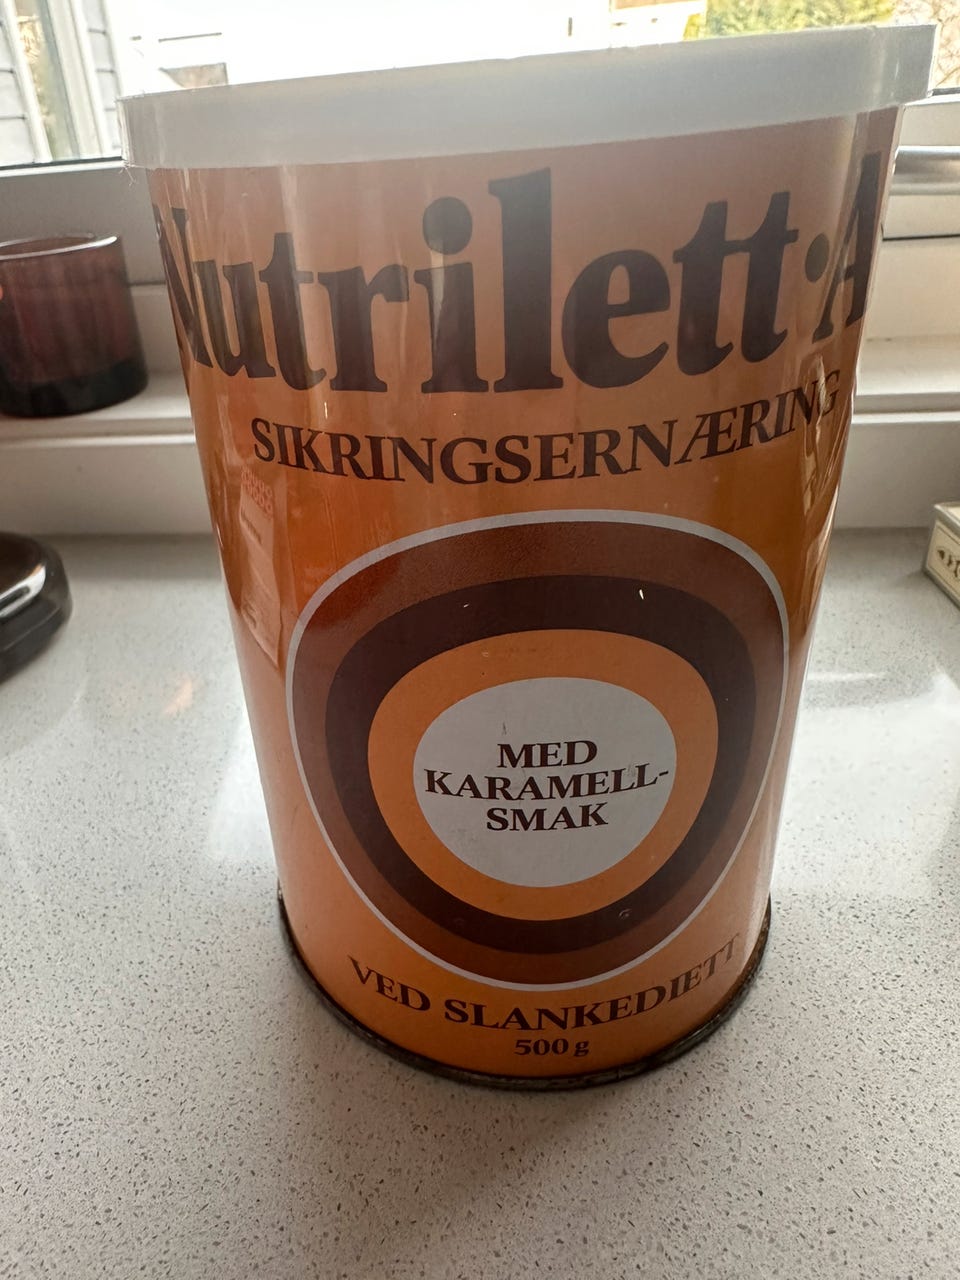 Nutrilett·A
SIKRINGSERNÆRING
MED
KARAMELL-
SMAK
VED SLANKEDIETT
500 g